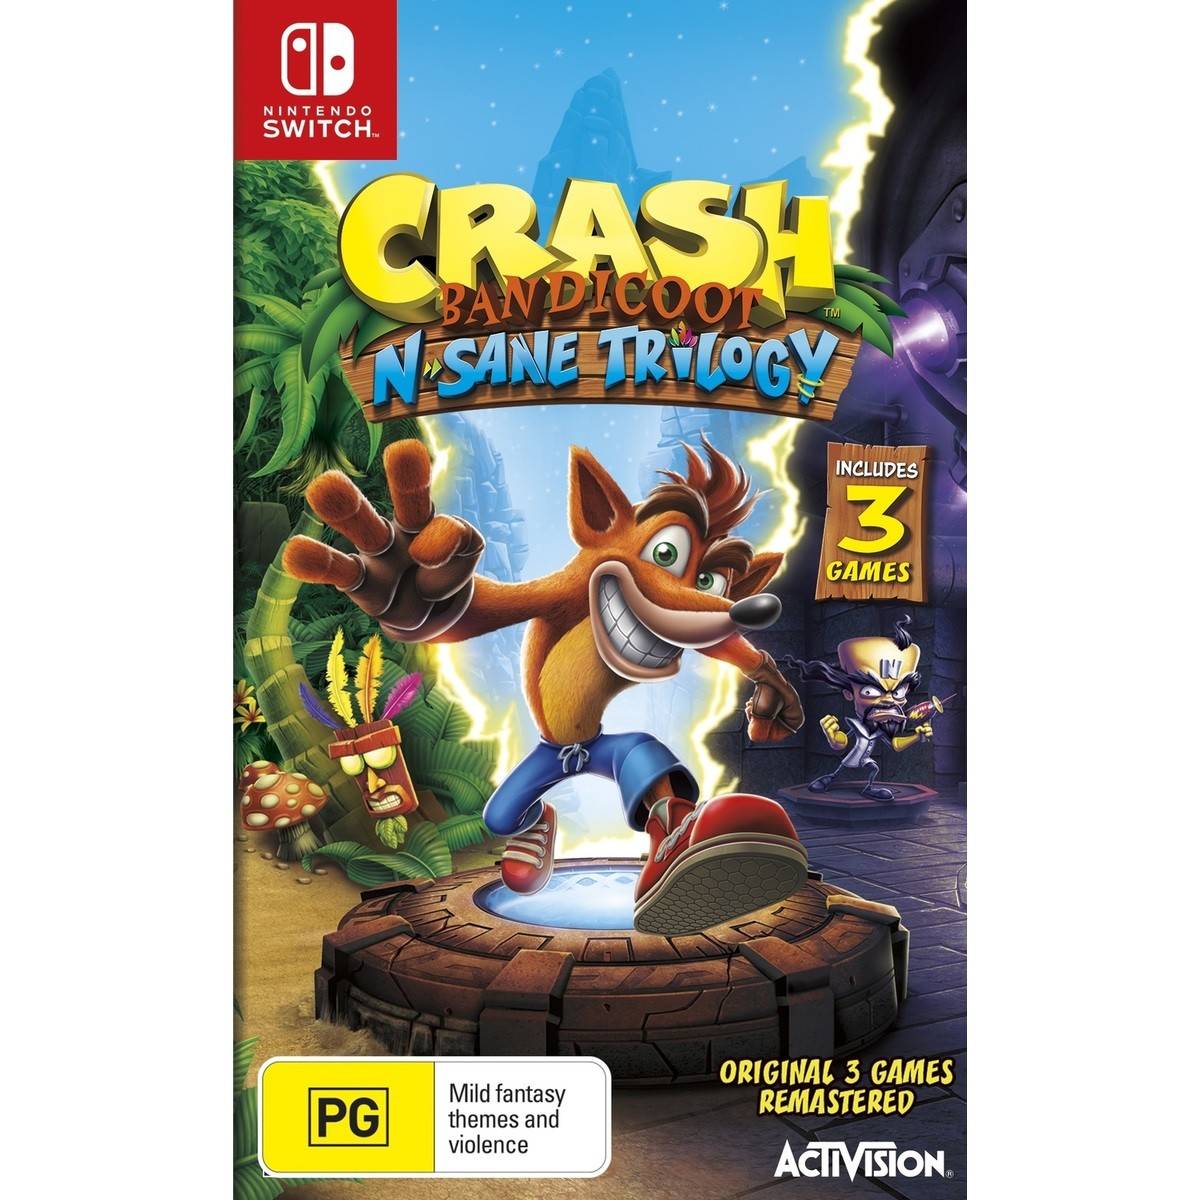 NINTENDO
SWITCH™
CRASH
BANDICOOT ™
N·SANE TRILOGY
INCLUDES
3
GAMES
N
PG
Mild fantasy
themes and
violence
ORIGINAL 3 GAMES
REMASTERED
ACTIVISION®